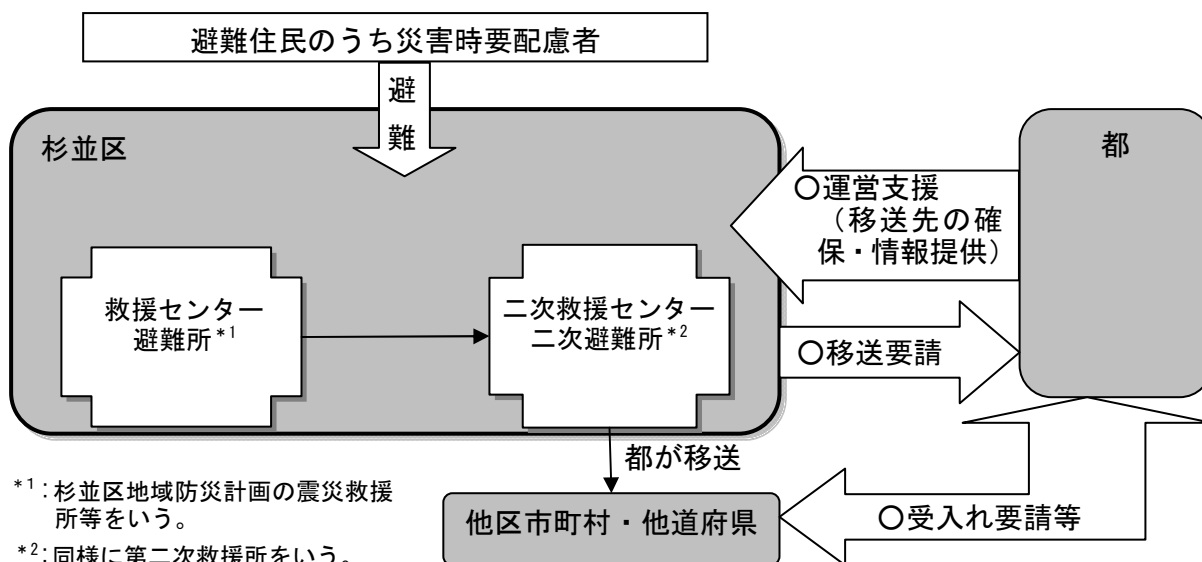 避難住民のうち災害時要配慮者
避
難
杉並区
都
〇運営支援
（移送先の確
保・情報提供）
救援センター
避難所*1
二次救援センター
二次避難所*2
〇移送要請
都が移送
他区市町村・他道府県
〇受入れ要請等
*1：杉並区地域防災計画の震災救援
所等をいう。
*2：同様に第二次救援所をいう。